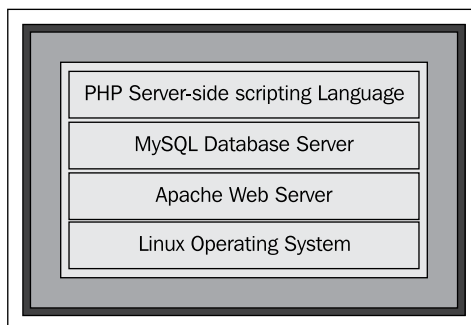 PHP Server-side scripting Language
MySQL Database Server
Apache Web Server
Linux Operating System